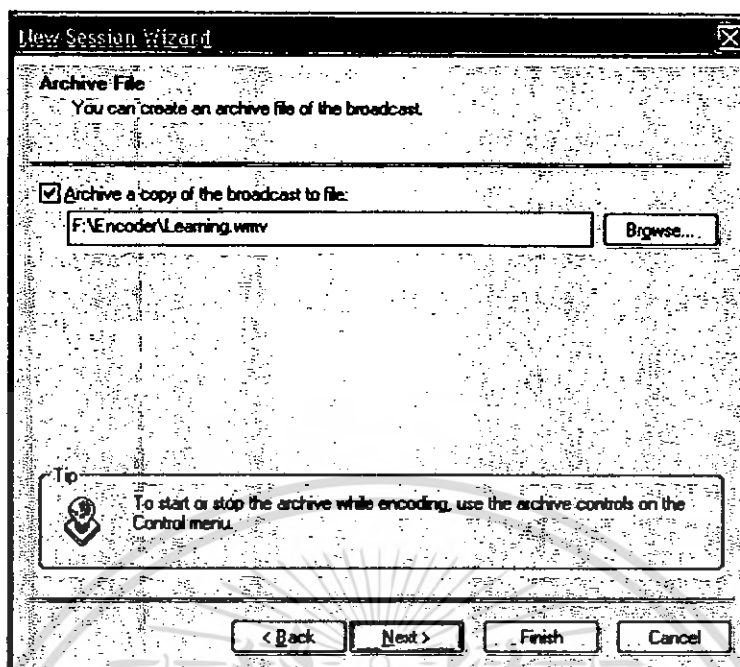 New Session Wizard
Archive File
You can create an archive file of the broadcast.
Archive a copy of the broadcast to file:
F:\Encoder\Learning.wmv
Browse...
Tip
To start or stop the archive while encoding, use the archive controls on the
Control menu.
< Back Next > Finish Cancel